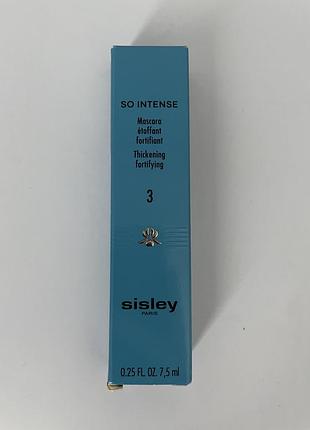 SO INTENSE
Mascara
étoffant
fortifiant
Thickening
fortifying
3
sisley
PARIS
0.25 FL. OZ. 7,5 ml